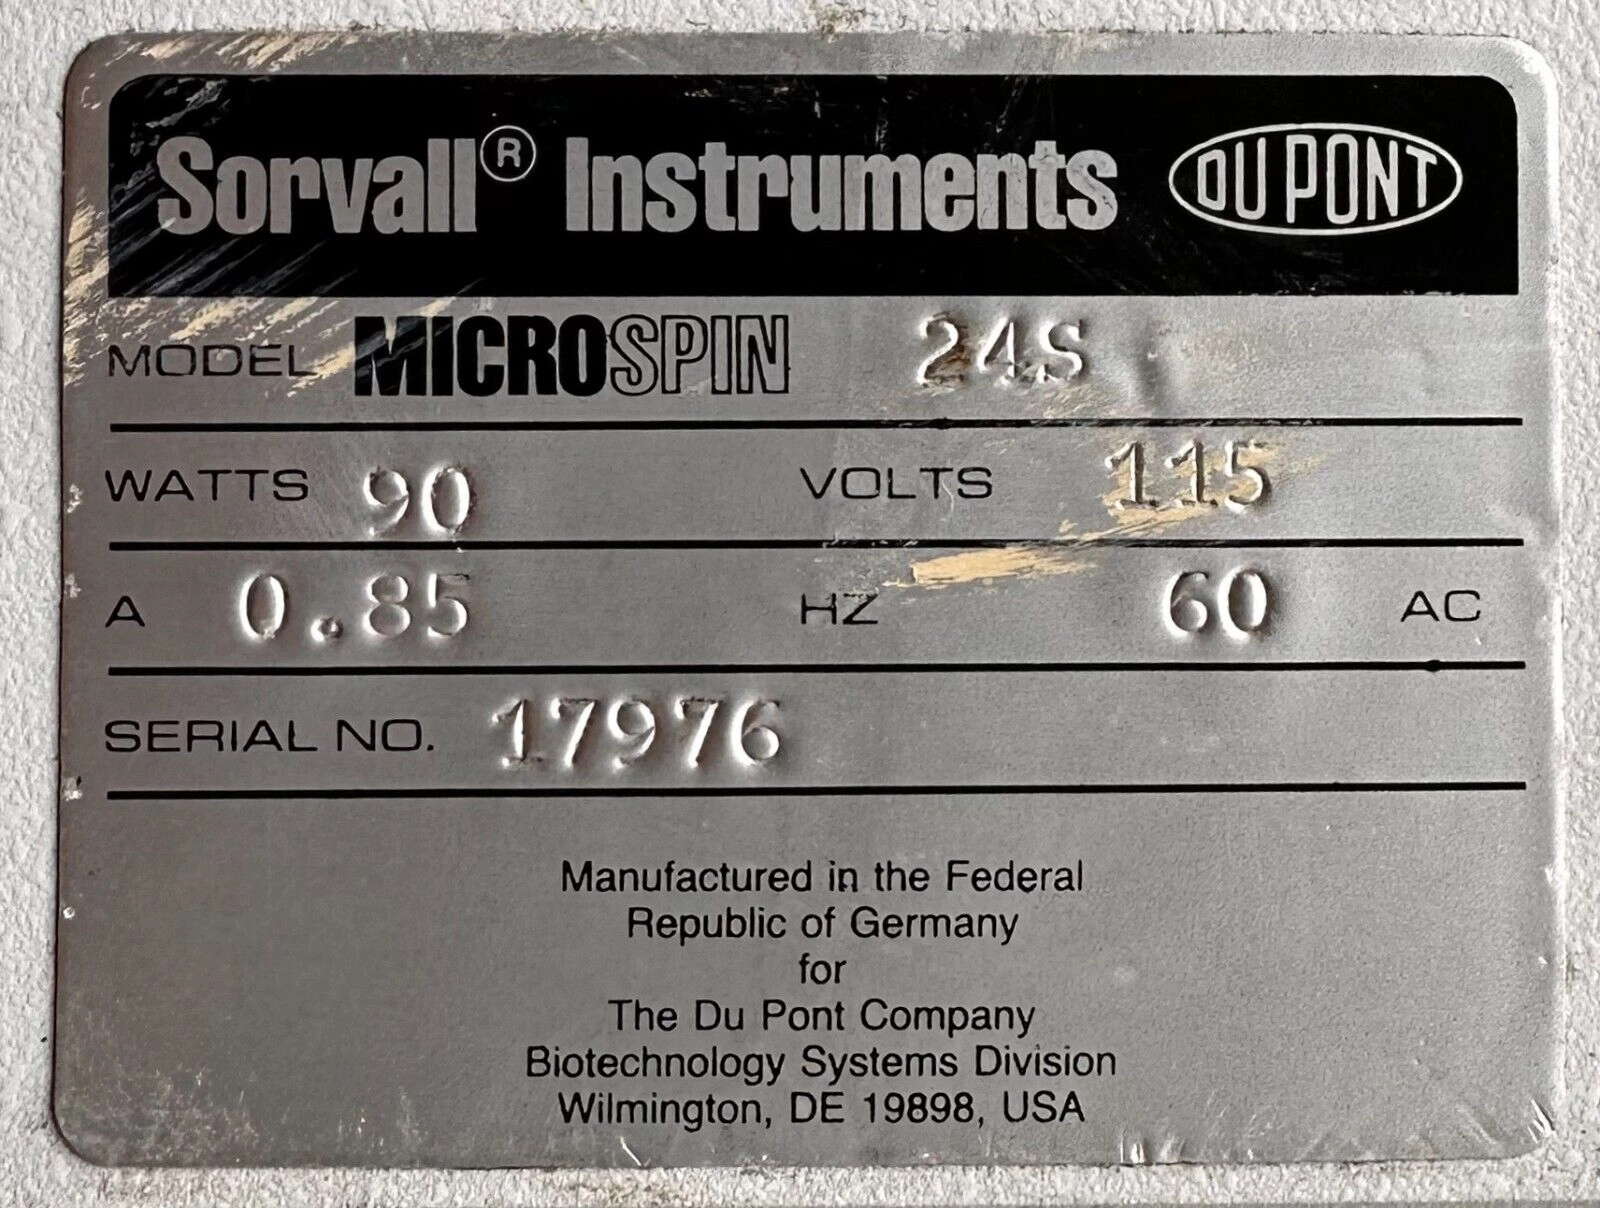 Sorvall® Instruments DU PONT
MODEL MICROSPIN 24S
WATTS 90 VOLTS 115
A 0.85 HZ 60 AC
SERIAL NO. 17976
Manufactured in the Federal
Republic of Germany
for
The Du Pont Company
Biotechnology Systems Division
Wilmington, DE 19898, USA